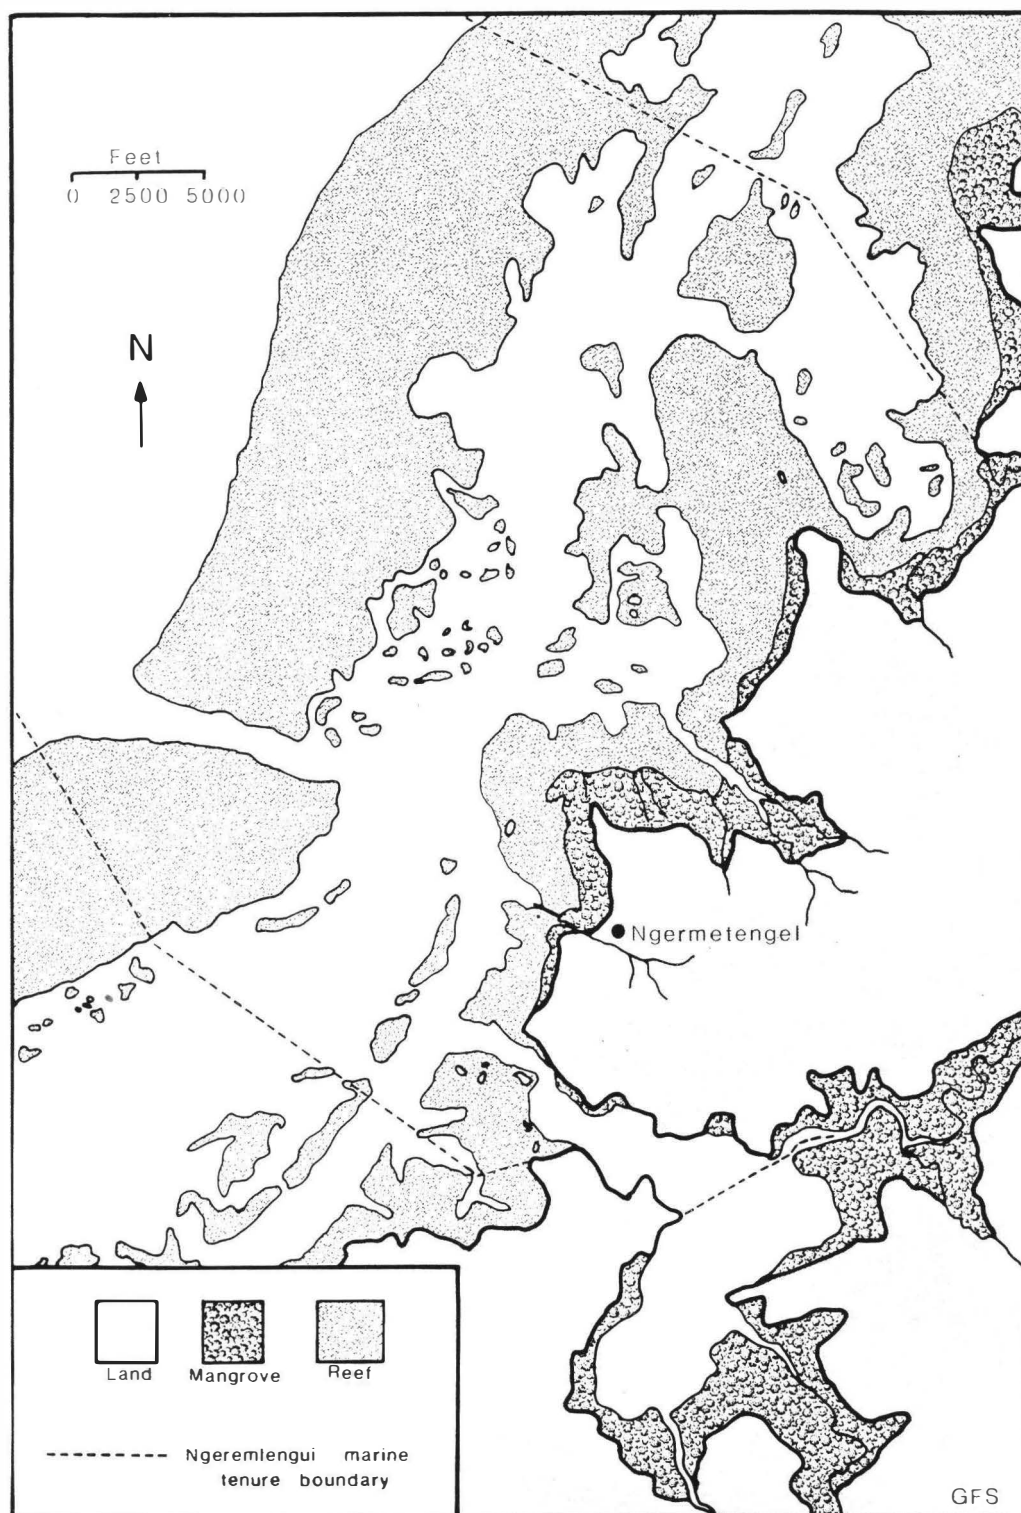 Feet
0 2500 5000
N
Ngermetengel
Land Mangrove Reef
Ngeremlengui marine
tenure boundary
GFS